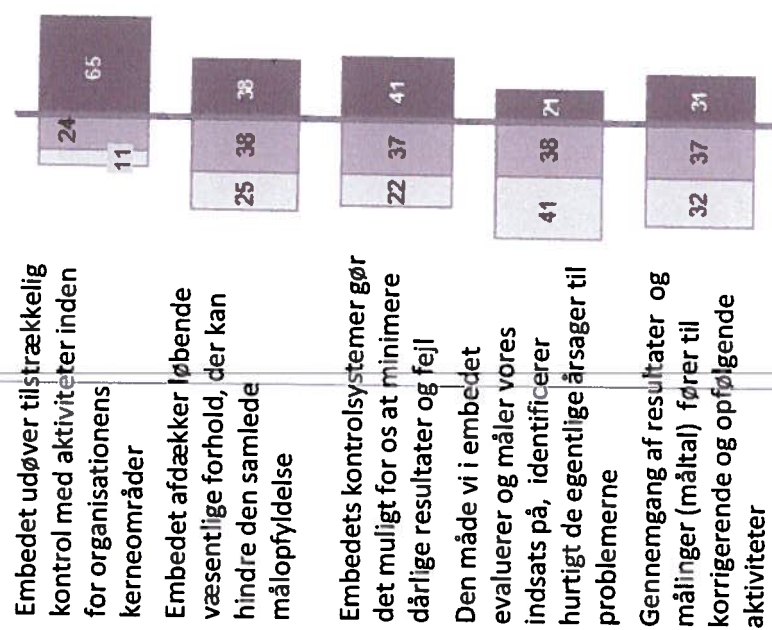 Embedet udøver tilstrækkelig
kontrol med aktiviteter inden
for organisationens
kerneområder
11 24 65
Embedet afdækker løbende
væsentlige forhold, der kan
hindre den samlede
målopfyldelse
25 38 38
Embedets kontrolsystemer gør
det muligt for os at minimere
dårlige resultater og fejl
22 37 41
Den måde vi i embedet
evaluerer og måler vores
indsats på, identificerer
hurtigt de egentlige årsager til
problemerne
41 38 21
Gennemgang af resultater og
målinger (måltal) fører til
korrigerende og opfølgende
aktiviteter
32 37 31